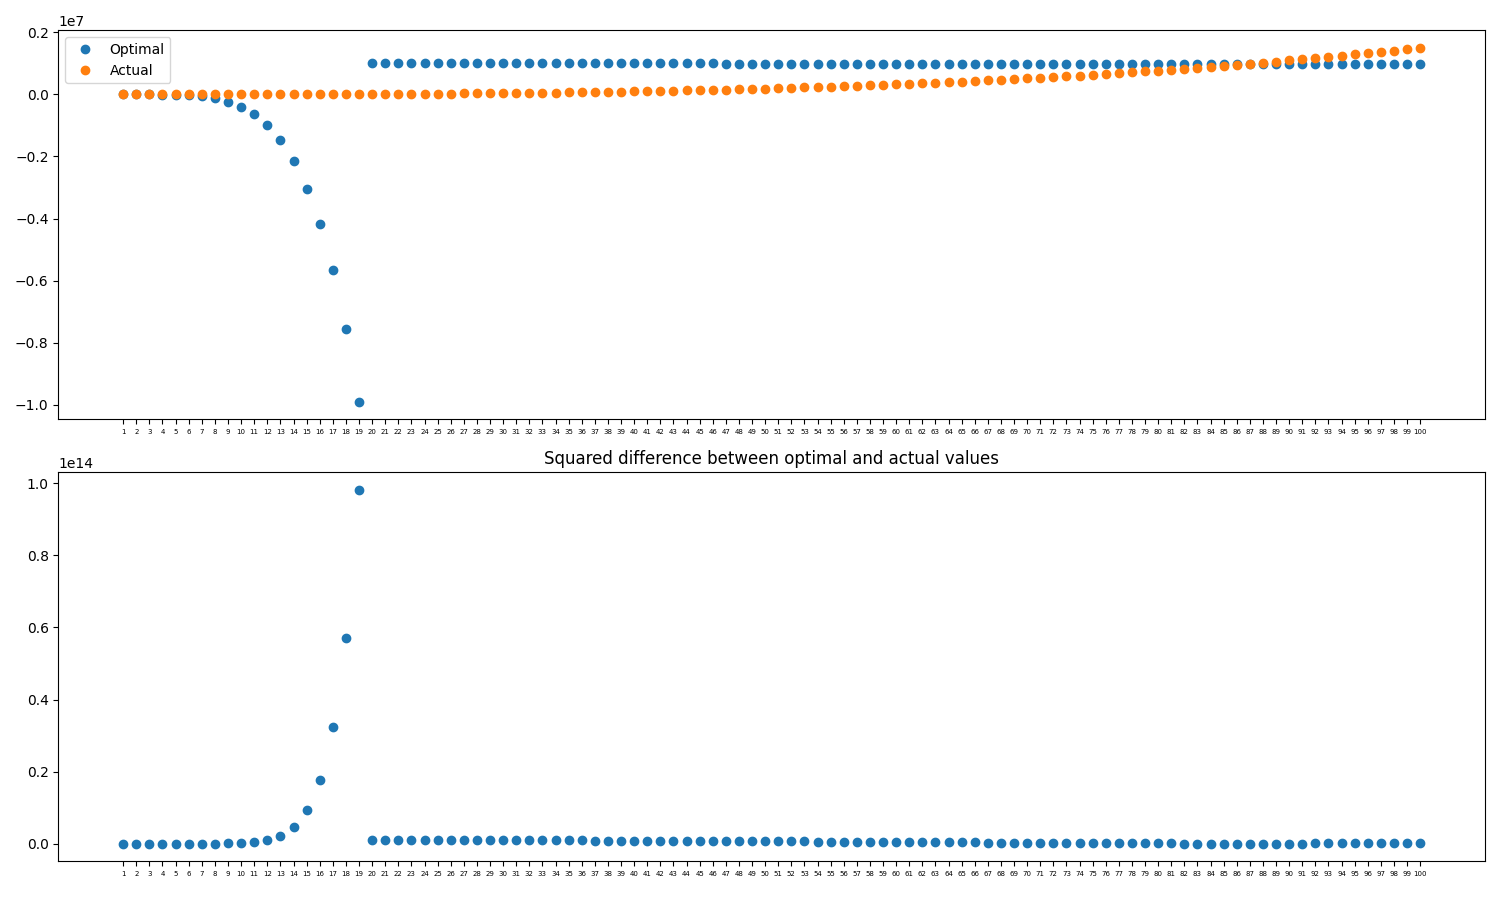 1e7
0.2
Optimal
Actual
0.0
−0.2
−0.4
−0.6
−0.8
−1.0
1 2 3 4 5 6 7 8 9 10 11 12 13 14 15 16 17 18 19 20 21 22 23 24 25 26 27 28 29 30 31 32 33 34 35 36 37 38 39 40 41 42 43 44 45 46 47 48 49 50 51 52 53 54 55 56 57 58 59 60 61 62 63 64 65 66 67 68 69 70 71 72 73 74 75 76 77 78 79 80 81 82 83 84 85 86 87 88 89 90 91 92 93 94 95 96 97 98 99 100
Squared difference between optimal and actual values
1e14
1.0
0.8
0.6
0.4
0.2
0.0
1 2 3 4 5 6 7 8 9 10 11 12 13 14 15 16 17 18 19 20 21 22 23 24 25 26 27 28 29 30 31 32 33 34 35 36 37 38 39 40 41 42 43 44 45 46 47 48 49 50 51 52 53 54 55 56 57 58 59 60 61 62 63 64 65 66 67 68 69 70 71 72 73 74 75 76 77 78 79 80 81 82 83 84 85 86 87 88 89 90 91 92 93 94 95 96 97 98 99 100